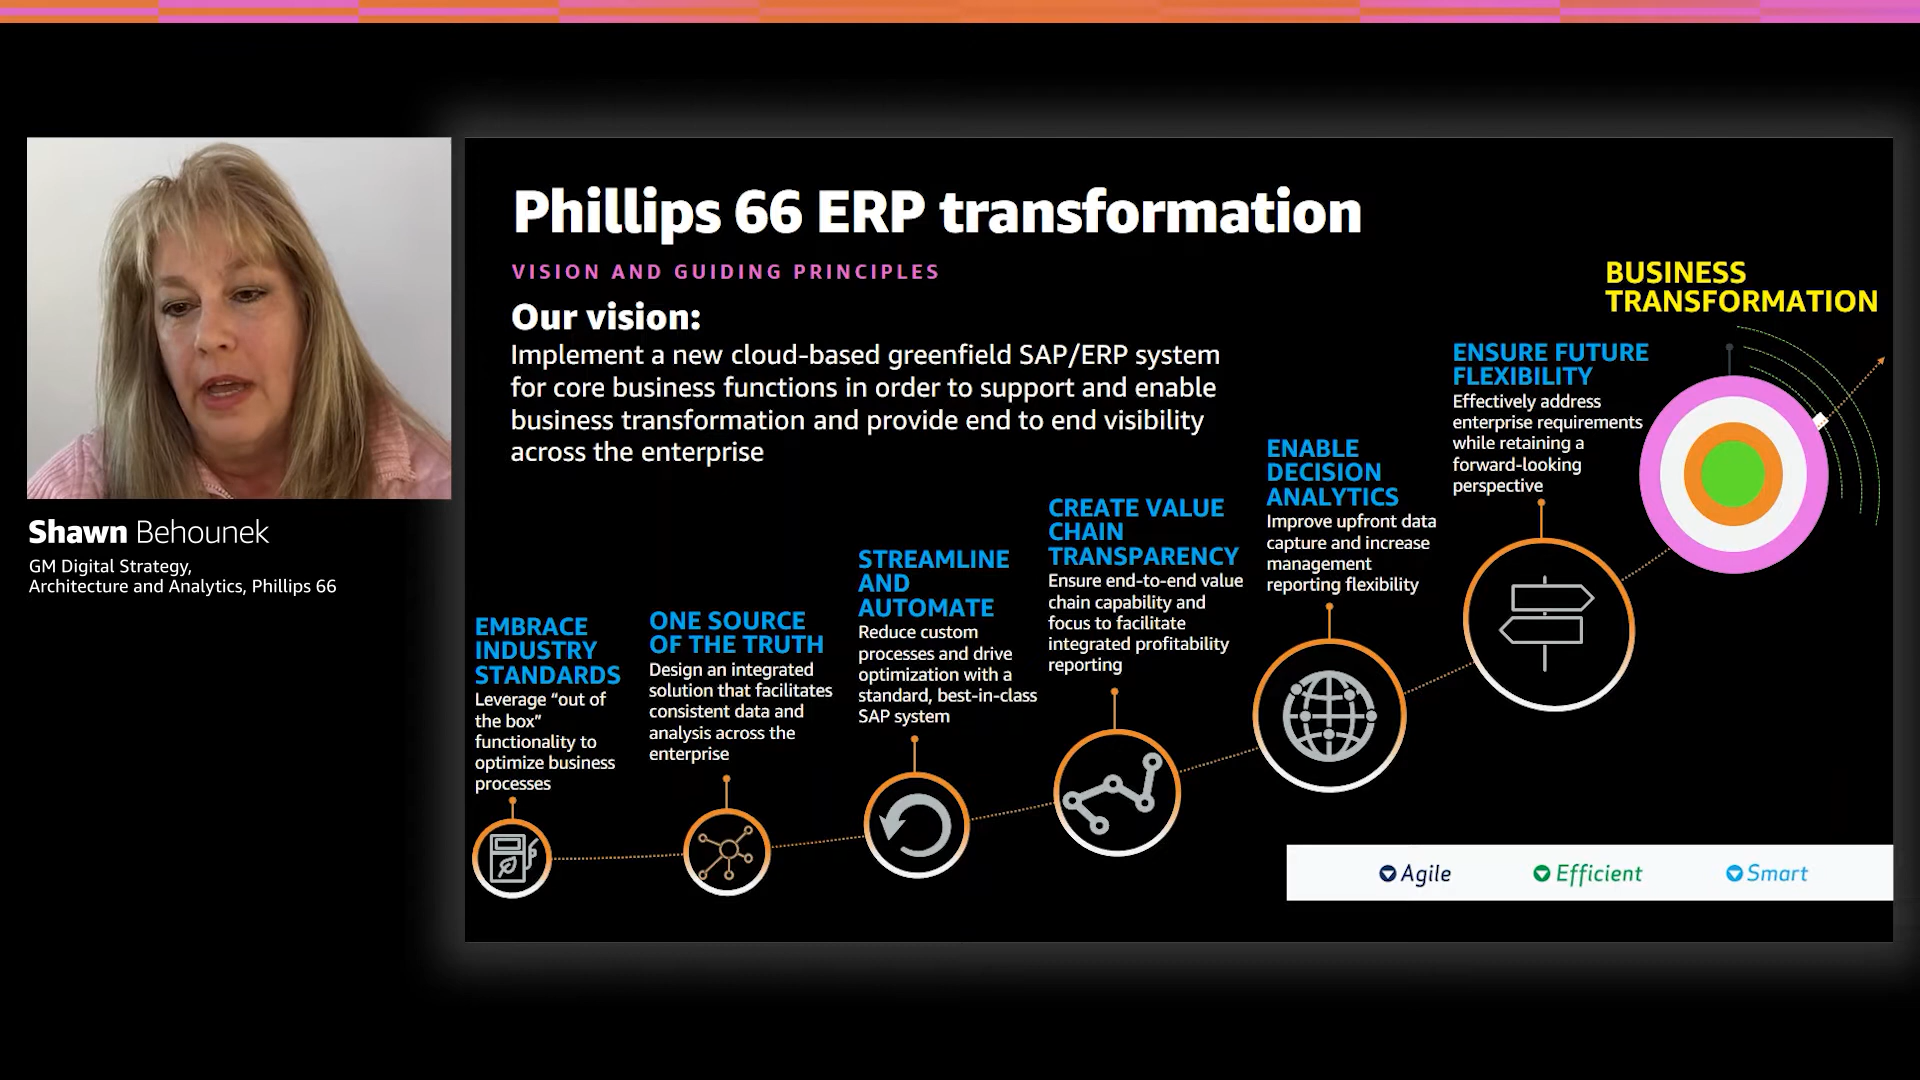 Phillips 66 ERP transformation
VISION AND GUIDING PRINCIPLES
Our vision:
Implement a new cloud-based greenfield SAP/ERP system
for core business functions in order to support and enable
business transformation and provide end to end visibility
across the enterprise
Shawn Behounek
GM Digital Strategy,
Architecture and Analytics, Phillips 66
EMBRACE
INDUSTRY
STANDARDS
Leverage “out of
the box”
functionality to
optimize business
processes
ONE SOURCE
OF THE TRUTH
Design an integrated
solution that facilitates
consistent data and
analysis across the
enterprise
STREAMLINE
AND
AUTOMATE
Reduce custom
processes and drive
optimization with a
standard, best-in-class
SAP system
CREATE VALUE
CHAIN
TRANSPARENCY
Ensure end-to-end value
chain capability and
focus to facilitate
integrated profitability
reporting
ENABLE
DECISION
ANALYTICS
Improve upfront data
capture and increase
management
reporting flexibility
ENSURE FUTURE
FLEXIBILITY
Effectively address
enterprise requirements
while retaining a
forward-looking
perspective
BUSINESS
TRANSFORMATION
Agile Efficient Smart